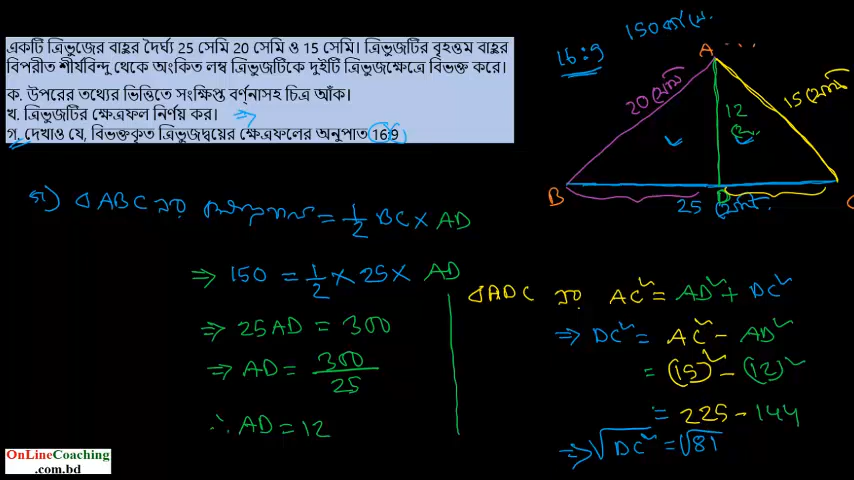 একটি ত্রিভুজের বাহুর দৈর্ঘ্য 25 সেমি 20 সেমি ও 15 সেমি। ত্রিভুজটির বৃহত্তম বাহুর
বিপরীত শীর্ষবিন্দু থেকে অংকিত লম্ব ত্রিভুজটিকে দুইটি ত্রিভুজক্ষেত্রে বিভক্ত করে।
ক. উপরের তথ্যের ভিত্তিতে সংক্ষিপ্ত বর্ণনাসহ চিত্র আঁক।
খ. ত্রিভুজটির ক্ষেত্রফল নির্ণয় কর।
গ. দেখাও যে, বিভক্তকৃত ত্রিভুজদ্বয়ের ক্ষেত্রফলের অনুপাত 16:9
16:9
150
A
20 সেমি
15 সেমি
12
B
D
25 সেমি.
গ) ΔABC এর ক্ষেত্রফল = 1/2 BC × AD
⇒ 150 = 1/2 × 25 × AD
⇒ 25AD = 300
⇒ AD = 300/25
∴ AD = 12
ΔADC এর AC² = AD² + DC²
⇒ DC² = AC² - AD²
= (15)² - (12)²
= 225 - 144
⇒ √DC² = √81
OnLineCoaching
.com.bd